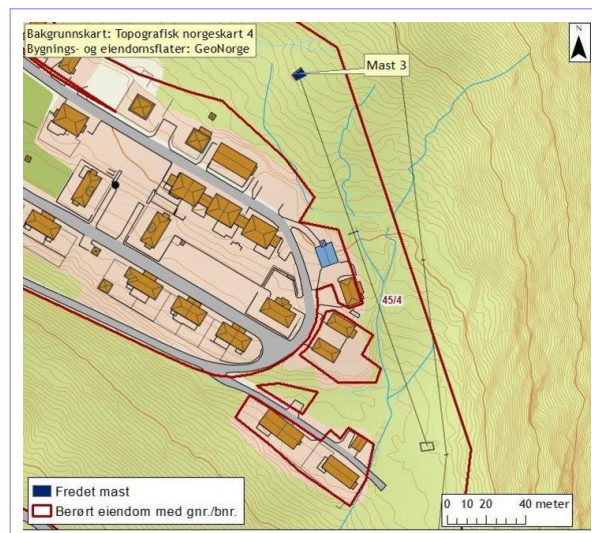 Bakgrunnskart: Topografisk norgeskart 4
Bygnings- og eiendomsflater: GeoNorge
N
Mast 3
45/4
Fredet mast
Berørt eiendom med gnr./bnr.
0 10 20 40 meter